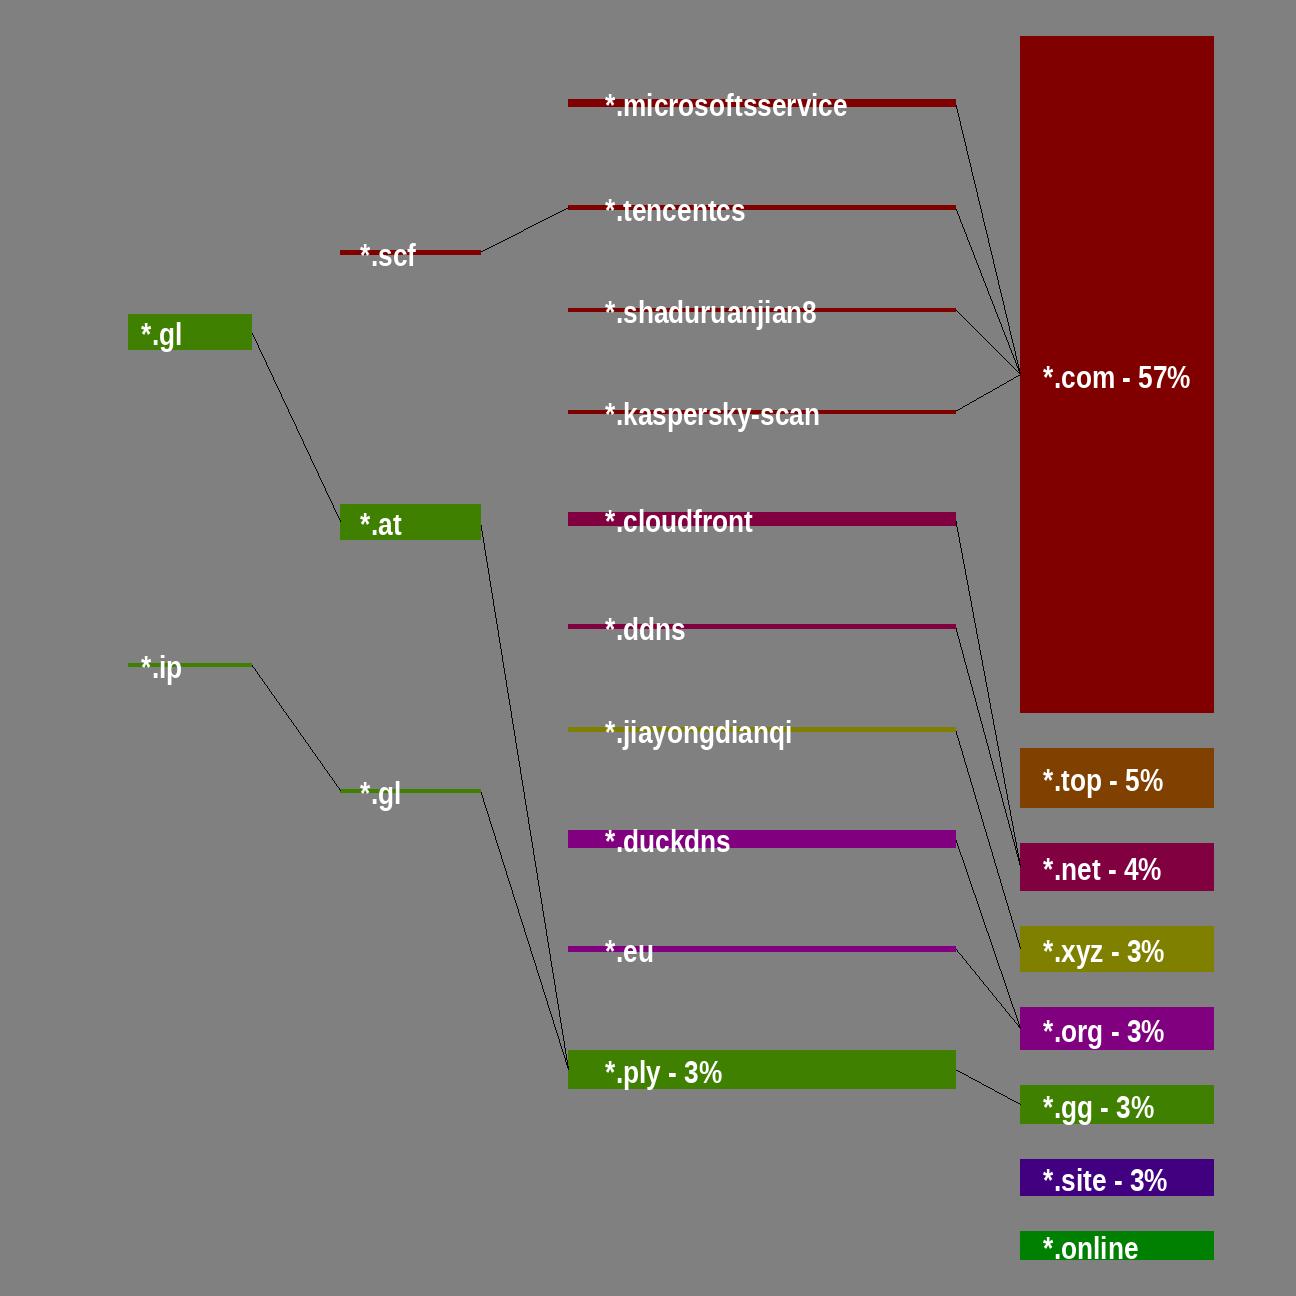 *.microsoftsservice
*.tencentcs
*.scf
*.shaduruanjian8
*.gl
*.com - 57%
*.kaspersky-scan
*.cloudfront
*.at
*.ddns
*.ip
*.jiayongdianqi
*.top - 5%
*.gl
*.duckdns
*.net - 4%
*.eu
*.xyz - 3%
*.org - 3%
*.ply - 3%
*.gg - 3%
*.site - 3%
*.online